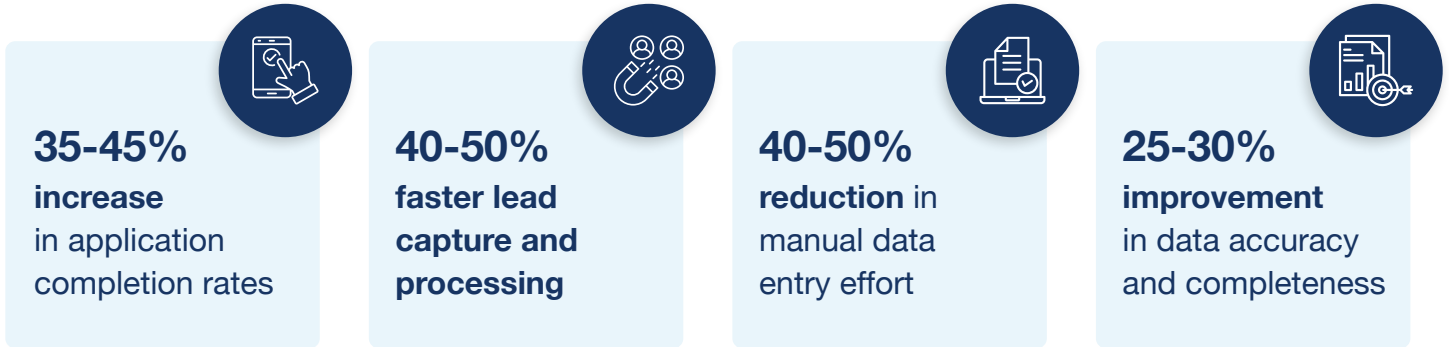 35-45%
increase
in application
completion rates
40-50%
faster lead
capture and
processing
40-50%
reduction in
manual data
entry effort
25-30%
improvement
in data accuracy
and completeness